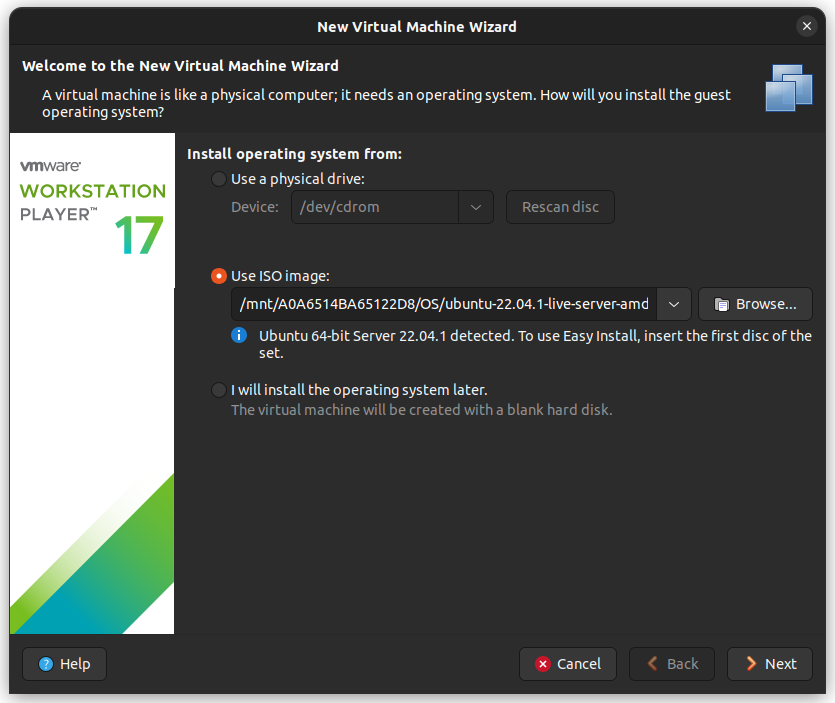 New Virtual Machine Wizard
Welcome to the New Virtual Machine Wizard
A virtual machine is like a physical computer; it needs an operating system. How will you install the guest
operating system?
vmware
WORKSTATION
PLAYER™
17
Install operating system from:
Use a physical drive:
Device: /dev/cdrom Rescan disc
Use ISO image:
/mnt/A0A6514BA65122D8/OS/ubuntu-22.04.1-live-server-amd Browse...
Ubuntu 64-bit Server 22.04.1 detected. To use Easy Install, insert the first disc of the
set.
I will install the operating system later.
The virtual machine will be created with a blank hard disk.
Help Cancel Back Next